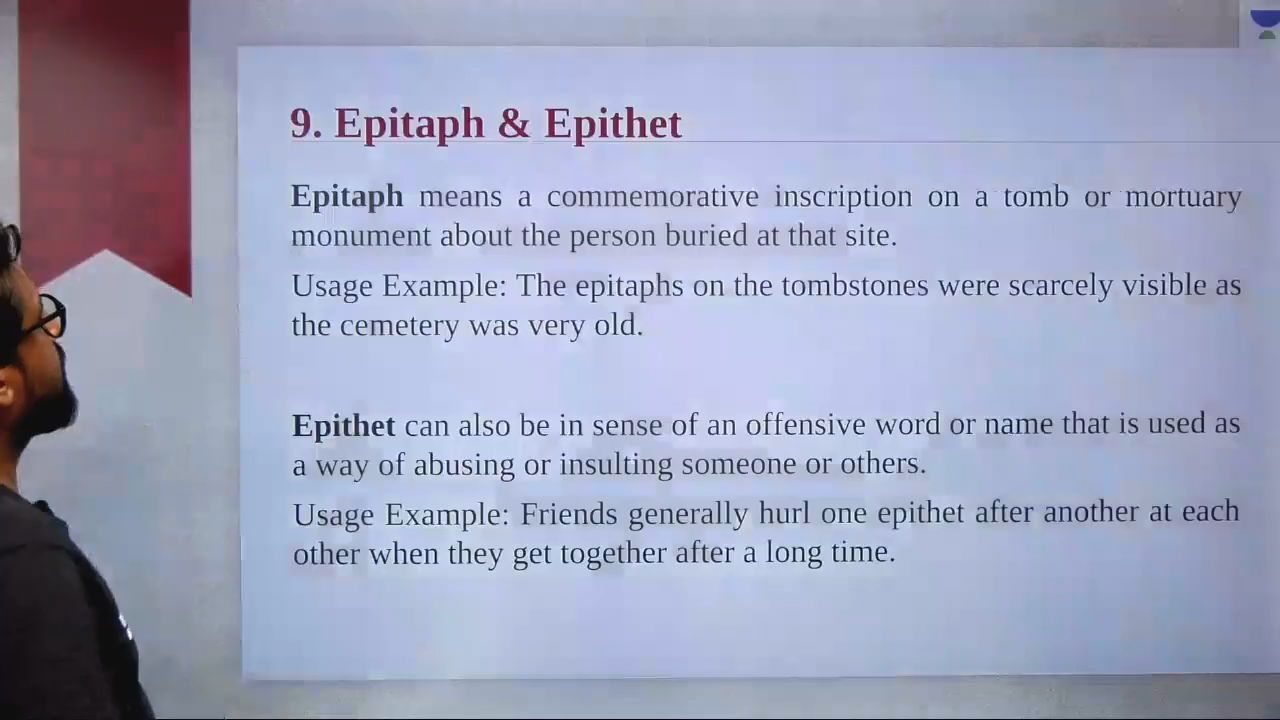 9. Epitaph & Epithet
Epitaph means a commemorative inscription on a tomb or mortuary
monument about the person buried at that site.
Usage Example: The epitaphs on the tombstones were scarcely visible as
the cemetery was very old.
Epithet can also be in sense of an offensive word or name that is used as
a way of abusing or insulting someone or others.
Usage Example: Friends generally hurl one epithet after another at each
other when they get together after a long time.